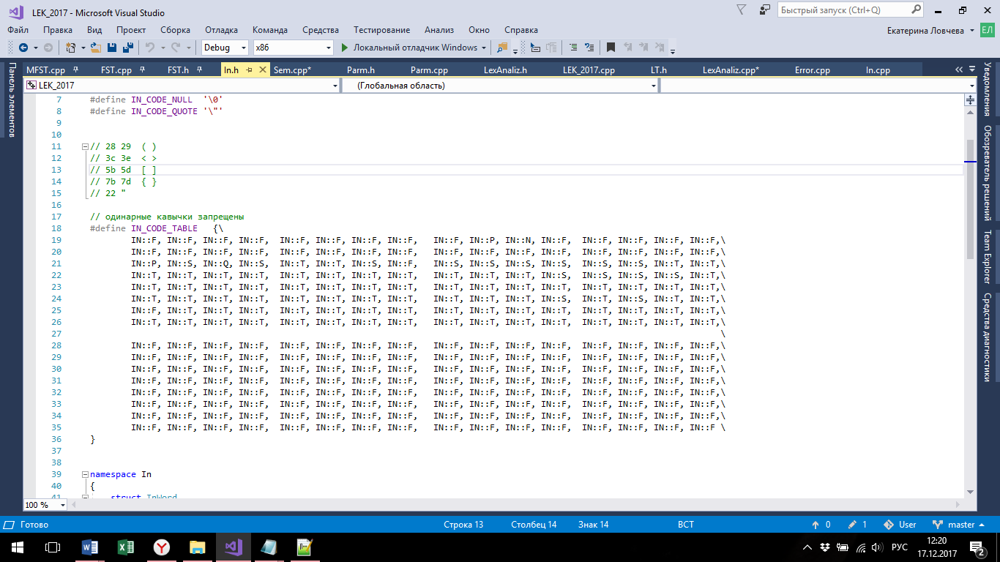 LEK_2017 - Microsoft Visual Studio
Быстрый запуск (Ctrl+Q)
Файл Правка Вид Проект Сборка Отладка Команда Средства Тестирование Анализ Окно Справка
Екатерина Ловчева ЕЛ
Debug x86 Локальный отладчик Windows
MFST.cpp FST.cpp FST.h In.h Sem.cpp* Parm.h Parm.cpp LexAnaliz.h LEK_2017.cpp LT.h LexAnaliz.cpp* Error.cpp In.cpp
LEK_2017 (Глобальная область)
Панель элементов
7 #define IN_CODE_NULL '\0'
8 #define IN_CODE_QUOTE '\"'
9
10
11 // 28 29 ( )
12 // 3c 3e < >
13 // 5b 5d [ ]
14 // 7b 7d { }
15 // 22 "
16
17 // одинарные кавычки запрещены
18 #define IN_CODE_TABLE {\
19 IN::F, IN::F, IN::F, IN::F, IN::F, IN::F, IN::F, IN::F, IN::F, IN::P, IN::N, IN::F, IN::F, IN::F, IN::F, IN::F,\
20 IN::F, IN::F, IN::F, IN::F, IN::F, IN::F, IN::F, IN::F, IN::F, IN::F, IN::F, IN::F, IN::F, IN::F, IN::F, IN::F,\
21 IN::P, IN::S, IN::Q, IN::S, IN::T, IN::T, IN::S, IN::F, IN::S, IN::S, IN::S, IN::S, IN::S, IN::S, IN::T, IN::T,\
22 IN::T, IN::T, IN::T, IN::T, IN::T, IN::T, IN::T, IN::T, IN::T, IN::T, IN::T, IN::S, IN::S, IN::S, IN::S, IN::T,\
23 IN::T, IN::T, IN::T, IN::T, IN::T, IN::T, IN::T, IN::T, IN::T, IN::T, IN::T, IN::T, IN::T, IN::T, IN::T, IN::T,\
24 IN::T, IN::T, IN::T, IN::T, IN::T, IN::T, IN::T, IN::T, IN::T, IN::T, IN::T, IN::S, IN::T, IN::S, IN::T, IN::T,\
25 IN::F, IN::T, IN::T, IN::T, IN::T, IN::T, IN::T, IN::T, IN::T, IN::T, IN::T, IN::T, IN::T, IN::T, IN::T, IN::T,\
26 IN::T, IN::T, IN::T, IN::T, IN::T, IN::T, IN::T, IN::T, IN::T, IN::T, IN::T, IN::T, IN::T, IN::T, IN::T, IN::T,\
27 \
28 IN::F, IN::F, IN::F, IN::F, IN::F, IN::F, IN::F, IN::F, IN::F, IN::F, IN::F, IN::F, IN::F, IN::F, IN::F, IN::F,\
29 IN::F, IN::F, IN::F, IN::F, IN::F, IN::F, IN::F, IN::F, IN::F, IN::F, IN::F, IN::F, IN::F, IN::F, IN::F, IN::F,\
30 IN::F, IN::F, IN::F, IN::F, IN::F, IN::F, IN::F, IN::F, IN::F, IN::F, IN::F, IN::F, IN::F, IN::F, IN::F, IN::F,\
31 IN::F, IN::F, IN::F, IN::F, IN::F, IN::F, IN::F, IN::F, IN::F, IN::F, IN::F, IN::F, IN::F, IN::F, IN::F, IN::F,\
32 IN::F, IN::F, IN::F, IN::F, IN::F, IN::F, IN::F, IN::F, IN::F, IN::F, IN::F, IN::F, IN::F, IN::F, IN::F, IN::F,\
33 IN::F, IN::F, IN::F, IN::F, IN::F, IN::F, IN::F, IN::F, IN::F, IN::F, IN::F, IN::F, IN::F, IN::F, IN::F, IN::F,\
34 IN::F, IN::F, IN::F, IN::F, IN::F, IN::F, IN::F, IN::F, IN::F, IN::F, IN::F, IN::F, IN::F, IN::F, IN::F, IN::F,\
35 IN::F, IN::F, IN::F, IN::F, IN::F, IN::F, IN::F, IN::F, IN::F, IN::F, IN::F, IN::F, IN::F, IN::F, IN::F, IN::F \
36 }
37
38
39 namespace In
40 {
41 struct InWord
Уведомления
Обозреватель решений
Team Explorer
Средства диагностики
100 %
Готово Строка 13 Столбец 14 Знак 14 ВСТ 0 1 User master
РУС 12:20
17.12.2017 2